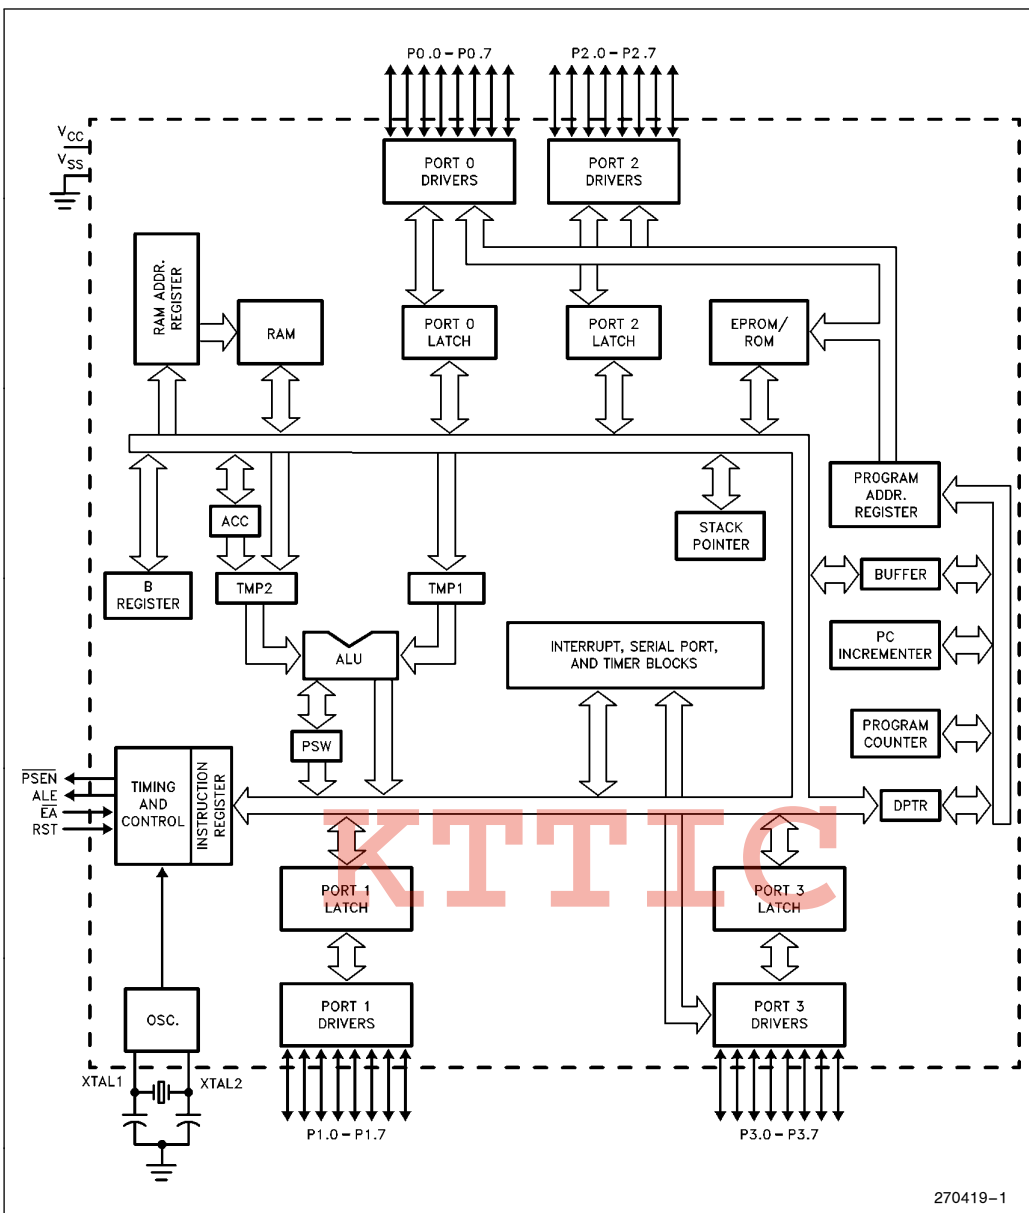 P0.0–P0.7
P2.0–P2.7
VCC
VSS
PORT 0
DRIVERS
PORT 2
DRIVERS
RAM ADDR.
REGISTER
RAM
PORT 0
LATCH
PORT 2
LATCH
EPROM/
ROM
PROGRAM
ADDR.
REGISTER
ACC
STACK
POINTER
B
REGISTER
TMP2
TMP1
BUFFER
ALU
INTERRUPT, SERIAL PORT,
AND TIMER BLOCKS
PC
INCREMENTER
PSW
PROGRAM
COUNTER
P̅S̅E̅N̅
ALE
E̅A̅
RST
TIMING
AND
CONTROL
INSTRUCTION
REGISTER
DPTR
KTTIC
PORT 1
LATCH
PORT 3
LATCH
OSC.
PORT 1
DRIVERS
PORT 3
DRIVERS
XTAL1
XTAL2
P1.0–P1.7
P3.0–P3.7
270419–1